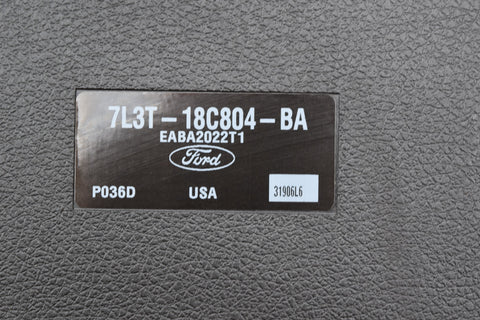 7L3T-18C804-BA
EABA2022T1
Ford
P036D USA 31906L6